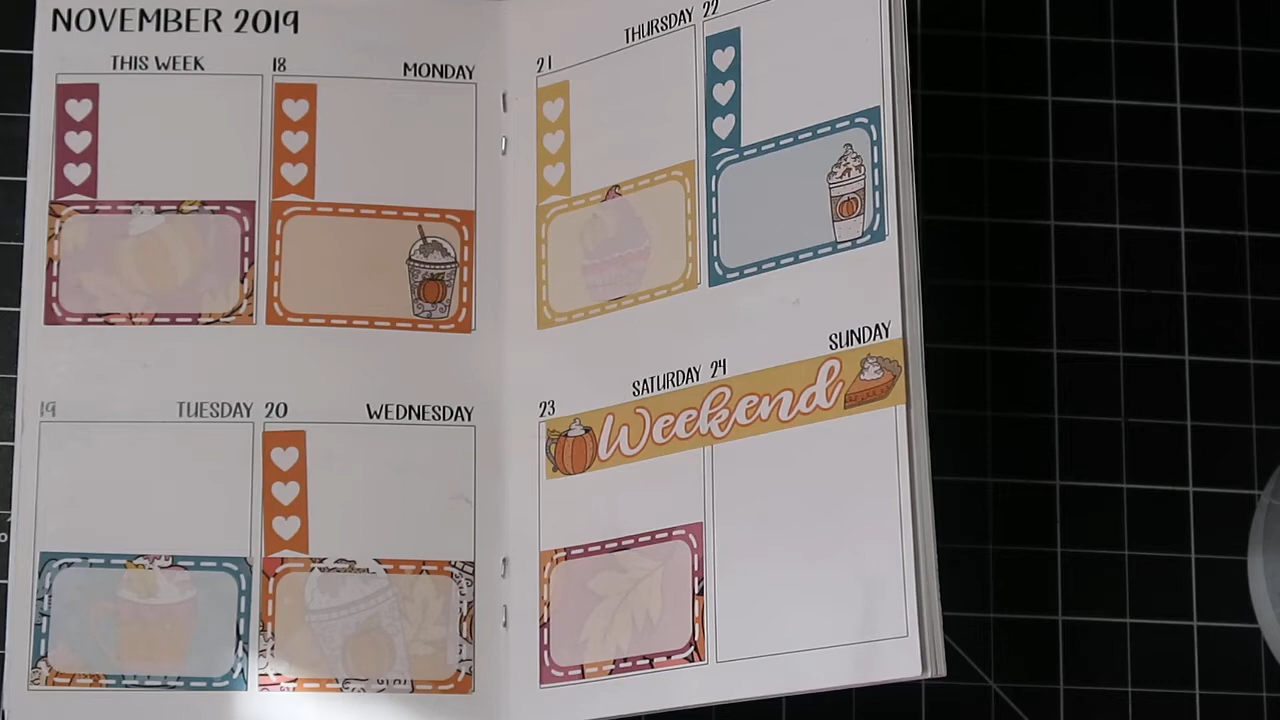 NOVEMBER 2019
THIS WEEK
18 MONDAY
19 TUESDAY
20 WEDNESDAY
21 THURSDAY
22
23 SATURDAY
24 SUNDAY
Weekend